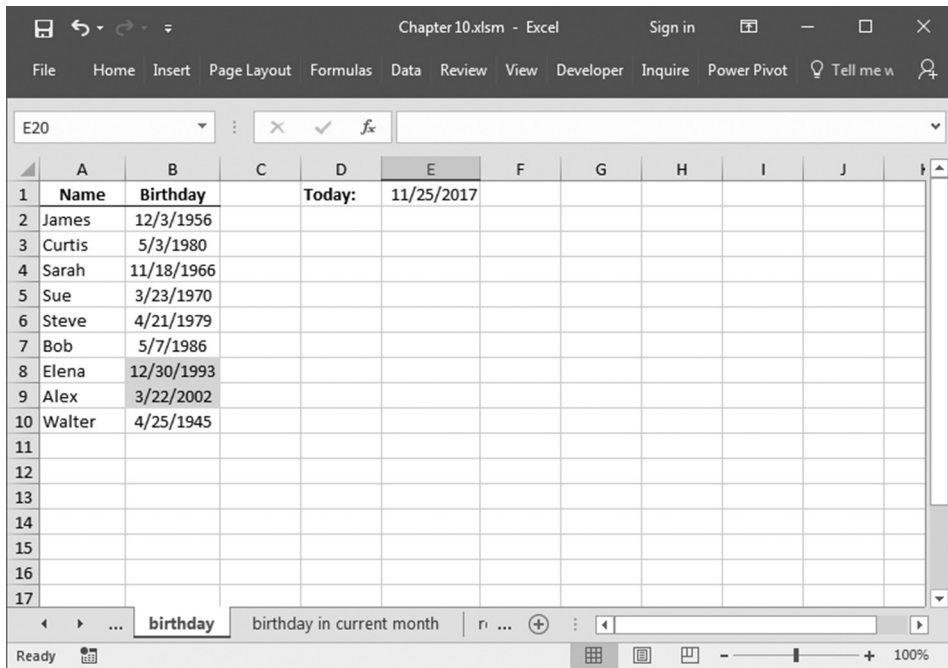 Chapter 10.xlsm - Excel Sign in
File Home Insert Page Layout Formulas Data Review View Developer Inquire Power Pivot Tell me w
E20 fx
A B C D E F G H I J
1 Name Birthday Today: 11/25/2017
2 James 12/3/1956
3 Curtis 5/3/1980
4 Sarah 11/18/1966
5 Sue 3/23/1970
6 Steve 4/21/1979
7 Bob 5/7/1986
8 Elena 12/30/1993
9 Alex 3/22/2002
10 Walter 4/25/1945
11
12
13
14
15
16
17
... birthday birthday in current month ...
Ready 100%